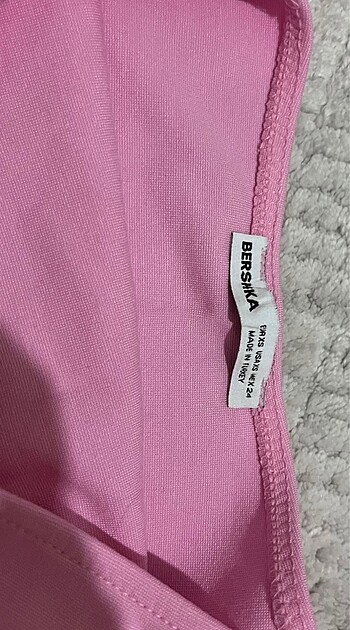 BERSHKA
EUR XS USA XS MEX 24
MADE IN TURKEY